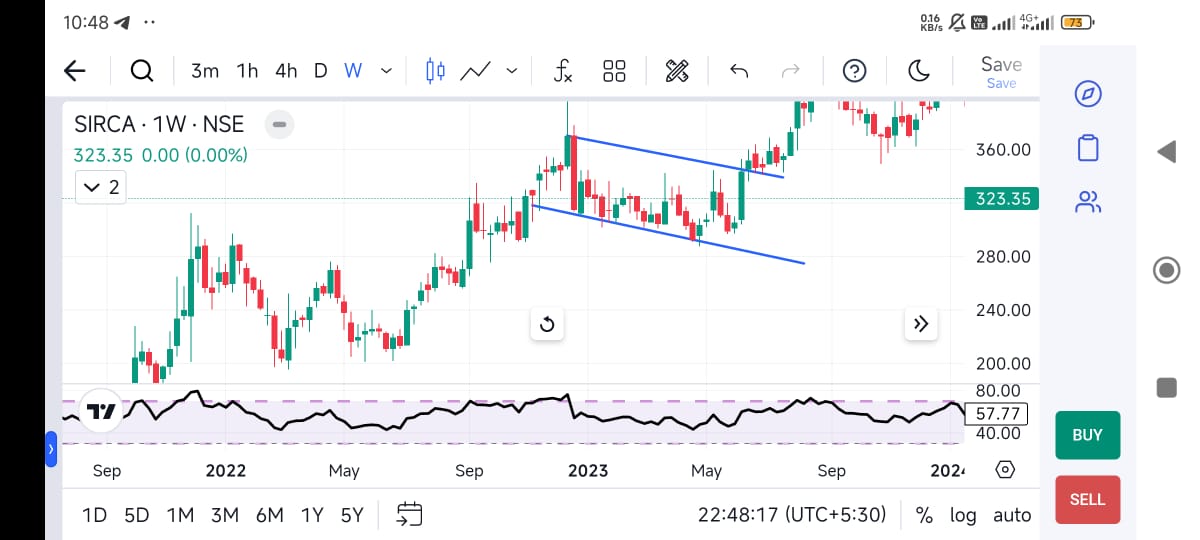 10:48
0.16 KB/s Vo LTE 4G+ 73
3m 1h 4h D W
Save
Save
SIRCA · 1W · NSE
323.35 0.00 (0.00%)
2
360.00
323.35
280.00
240.00
200.00
80.00
57.77
40.00
Sep 2022 May Sep 2023 May Sep 202
1D 5D 1M 3M 6M 1Y 5Y
22:48:17 (UTC+5:30) % log auto
BUY
SELL